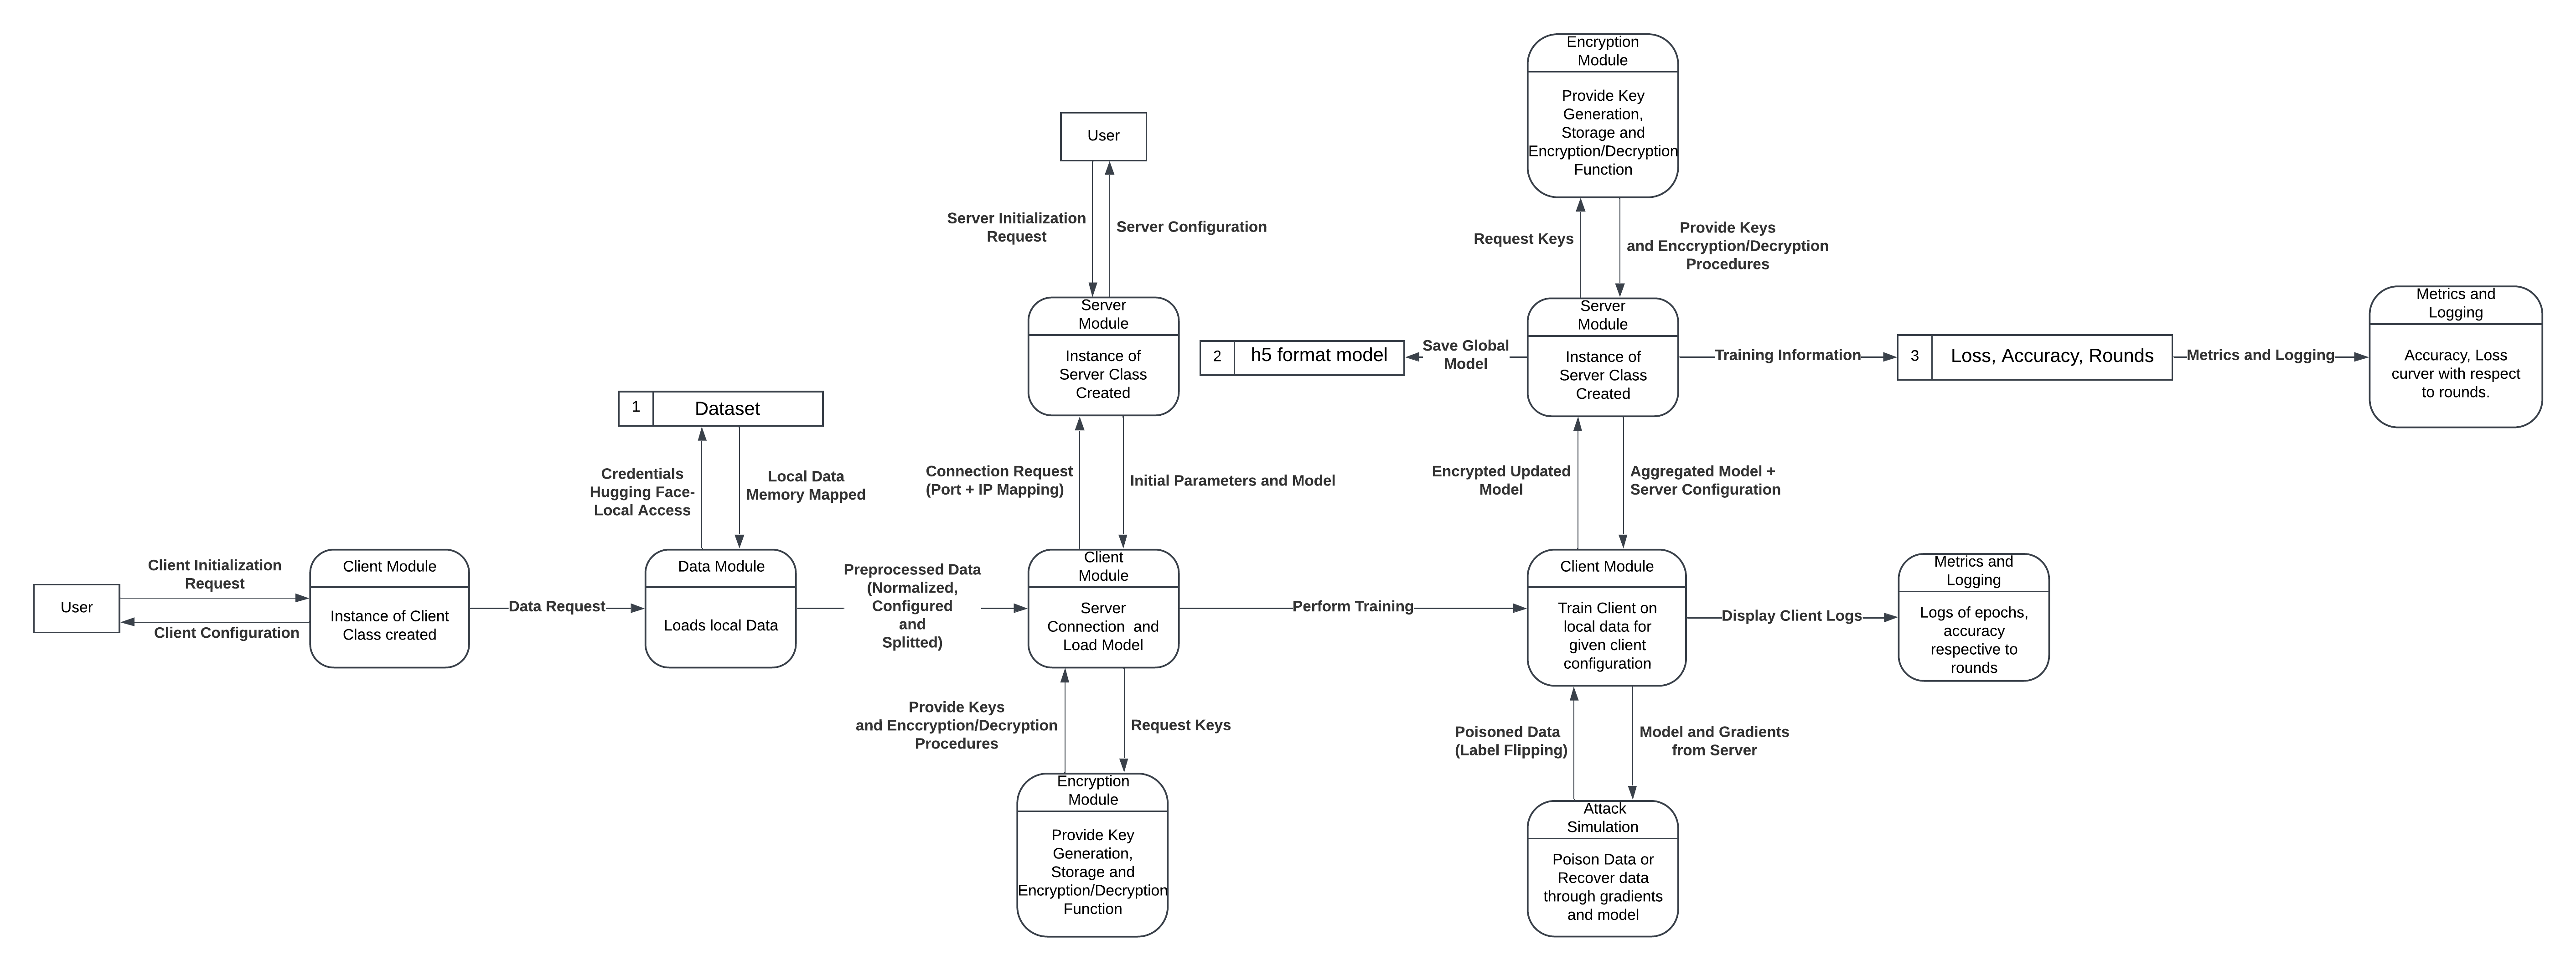 Encryption
Module
Provide Key
Generation,
Storage and
Encryption/Decryption
Function
User
Server Initialization
Request
Server Configuration
Request Keys
Provide Keys
and Enccryption/Decryption
Procedures
Server
Module
Instance of
Server Class
Created
2
h5 format model
Save Global
Model
Server
Module
Instance of
Server Class
Created
Training Information
3
Loss, Accuracy, Rounds
Metrics and Logging
Metrics and
Logging
Accuracy, Loss
curver with respect
to rounds.
1
Dataset
Credentials
Hugging Face-
Local Access
Local Data
Memory Mapped
Connection Request
(Port + IP Mapping)
Initial Parameters and Model
Encrypted Updated
Model
Aggregated Model +
Server Configuration
User
Client Initialization
Request
Client Configuration
Client Module
Instance of Client
Class created
Data Request
Data Module
Loads local Data
Preprocessed Data
(Normalized,
Configured
and
Splitted)
Client
Module
Server
Connection and
Load Model
Perform Training
Client Module
Train Client on
local data for
given client
configuration
Display Client Logs
Metrics and
Logging
Logs of epochs,
accuracy
respective to
rounds
Provide Keys
and Enccryption/Decryption
Procedures
Request Keys
Poisoned Data
(Label Flipping)
Model and Gradients
from Server
Encryption
Module
Provide Key
Generation,
Storage and
Encryption/Decryption
Function
Attack
Simulation
Poison Data or
Recover data
through gradients
and model